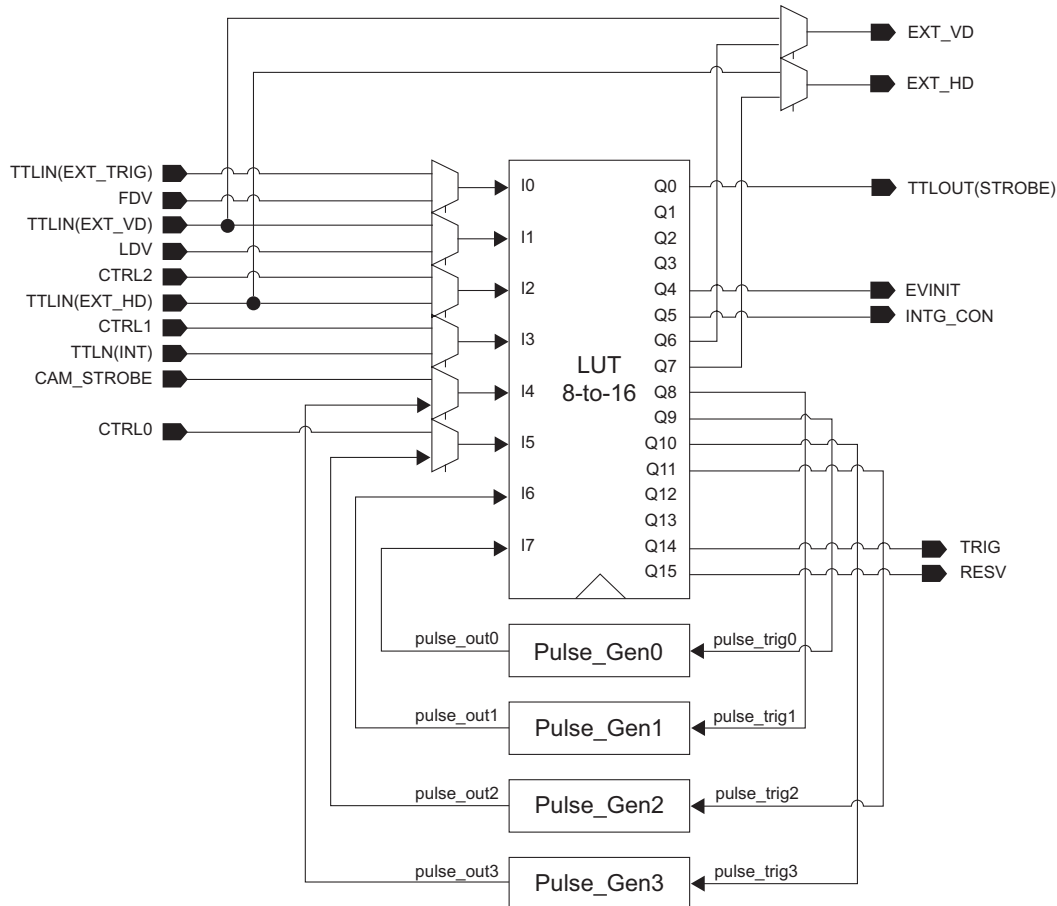 EXT_VD
EXT_HD
TTLIN(EXT_TRIG)
FDV
TTLIN(EXT_VD)
LDV
CTRL2
TTLIN(EXT_HD)
CTRL1
TTLN(INT)
CAM_STROBE
CTRL0
I0
I1
I2
I3
I4
I5
I6
I7
LUT
8-to-16
Q0
Q1
Q2
Q3
Q4
Q5
Q6
Q7
Q8
Q9
Q10
Q11
Q12
Q13
Q14
Q15
TTLOUT(STROBE)
EVINIT
INTG_CON
TRIG
RESV
pulse_out0
Pulse_Gen0
pulse_trig0
pulse_out1
Pulse_Gen1
pulse_trig1
pulse_out2
Pulse_Gen2
pulse_trig2
pulse_out3
Pulse_Gen3
pulse_trig3